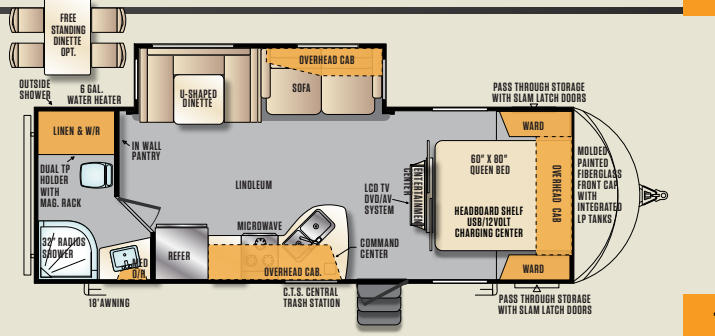 FREE
STANDING
DINETTE
OPT.
OUTSIDE
SHOWER
6 GAL.
WATER HEATER
U-SHAPED
DINETTE
OVERHEAD CAB
SOFA
PASS THROUGH STORAGE
WITH SLAM LATCH DOORS
LINEN & W/R
IN WALL
PANTRY
DUAL TP
HOLDER
WITH
MAG. RACK
LINOLEUM
LCD TV
DVD/AV
SYSTEM
ENTERTAINMENT
CENTER
60" X 80"
QUEEN BED
HEADBOARD SHELF
USB/12VOLT
CHARGING CENTER
WARD
OVERHEAD CAB
WARD
MOLDED
PAINTED
FIBERGLASS
FRONT CAP
WITH
INTEGRATED
LP TANKS
32" RADIUS
SHOWER
MED
O/H
REFER
MICROWAVE
OVERHEAD CAB.
COMMAND
CENTER
18'AWNING
C.T.S. CENTRAL
TRASH STATION
PASS THROUGH STORAGE
WITH SLAM LATCH DOORS